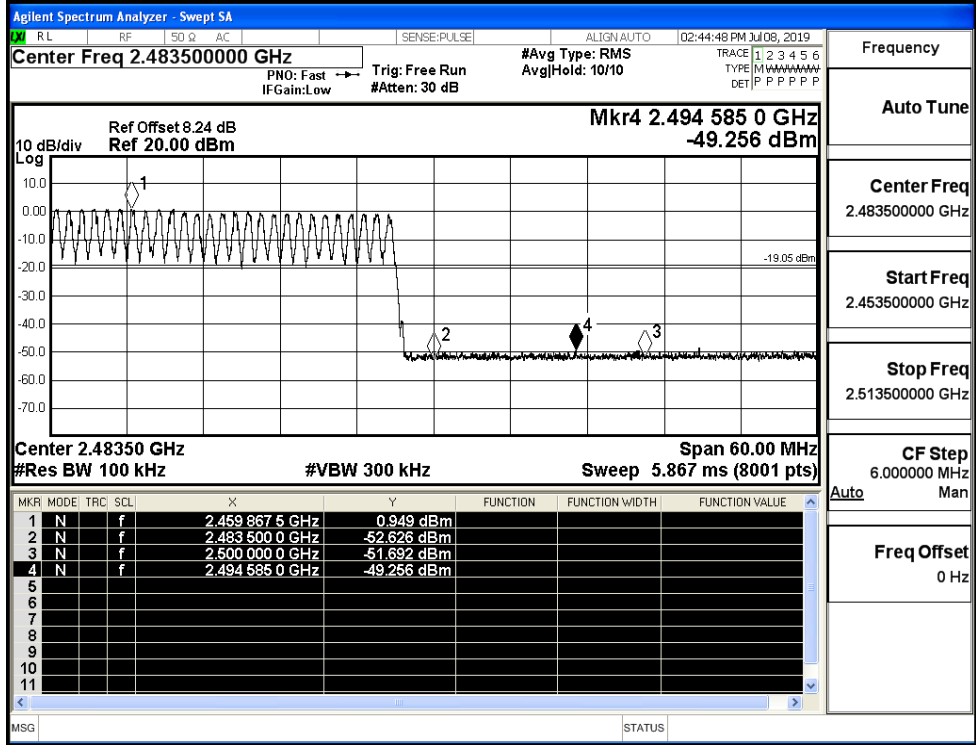 Agilent Spectrum Analyzer - Swept SA
LXI RL RF 50 Ω AC SENSE:PULSE ALIGN AUTO 02:44:48 PM Jul 08, 2019
Center Freq 2.483500000 GHz
PNO: Fast
IFGain:Low
Trig: Free Run
#Atten: 30 dB
#Avg Type: RMS
Avg|Hold: 10/10
TRACE 1 2 3 4 5 6
TYPE M WWWWW
DET P P P P P P
Ref Offset 8.24 dB
10 dB/div Ref 20.00 dBm
Log
Mkr4 2.494 585 0 GHz
-49.256 dBm
10.0
0.00
-10.0
-20.0
-30.0
-40.0
-50.0
-60.0
-70.0
1
2
4
3
-19.05 dBm
Center 2.48350 GHz Span 60.00 MHz
#Res BW 100 kHz #VBW 300 kHz Sweep 5.867 ms (8001 pts)
MKR MODE TRC SCL X Y FUNCTION FUNCTION WIDTH FUNCTION VALUE
1 N f 2.459 867 5 GHz 0.949 dBm
2 N f 2.483 500 0 GHz -52.626 dBm
3 N f 2.500 000 0 GHz -51.692 dBm
4 N f 2.494 585 0 GHz -49.256 dBm
5
6
7
8
9
10
11
MSG STATUS
Frequency
Auto Tune
Center Freq
2.483500000 GHz
Start Freq
2.453500000 GHz
Stop Freq
2.513500000 GHz
CF Step
6.000000 MHz
Auto Man
Freq Offset
0 Hz